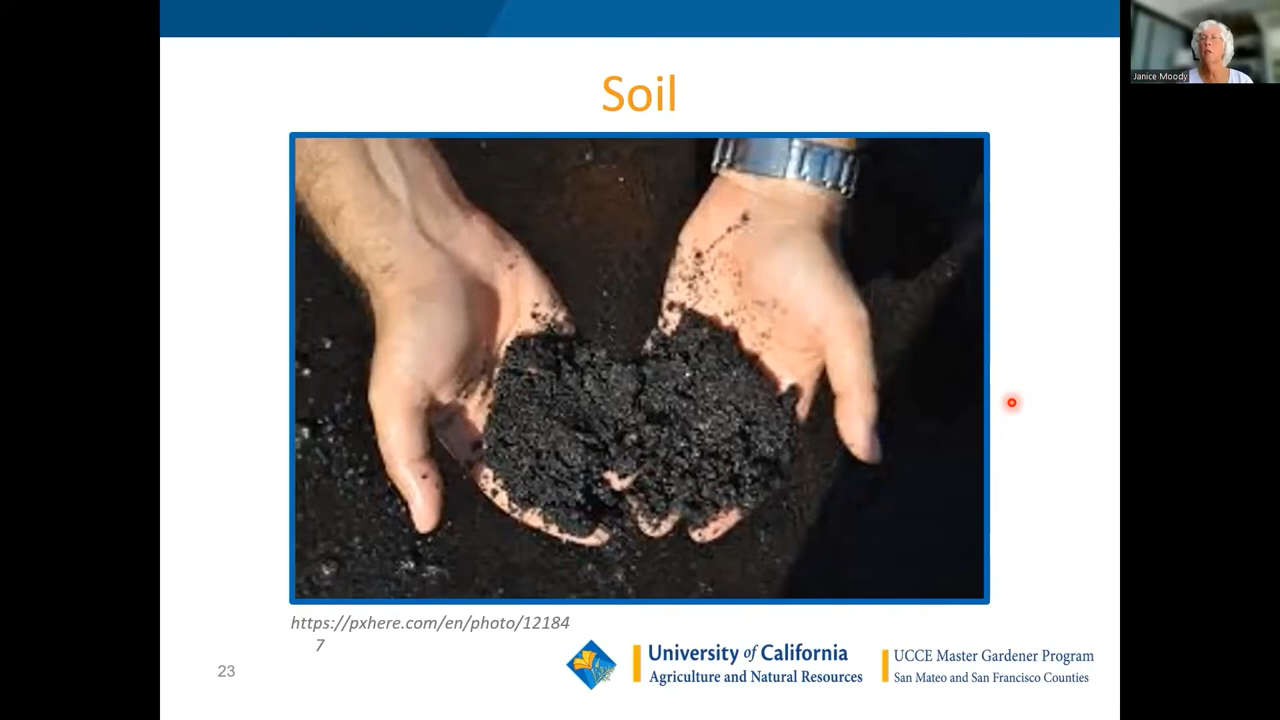 Soil
Janice Moody
https://pxhere.com/en/photo/12184
7
23
University of California
Agriculture and Natural Resources
UCCE Master Gardener Program
San Mateo and San Francisco Counties